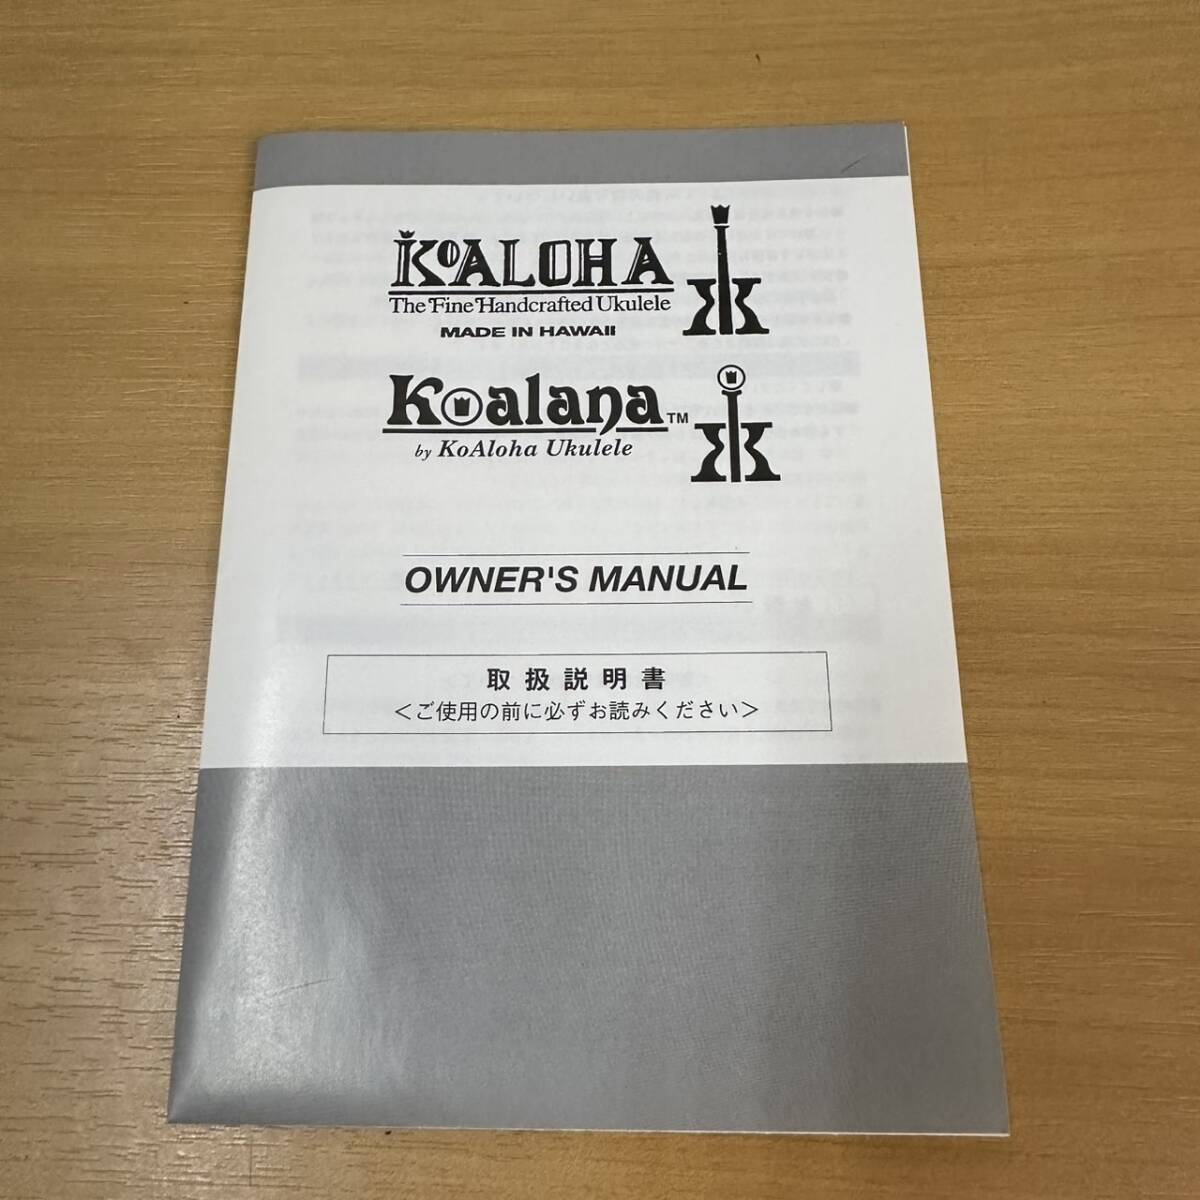 KoALOHA
The Fine Handcrafted Ukulele
MADE IN HAWAII
Koalana™
by KoAloha Ukulele
OWNER'S MANUAL
取扱説明書
＜ご使用の前に必ずお読みください＞